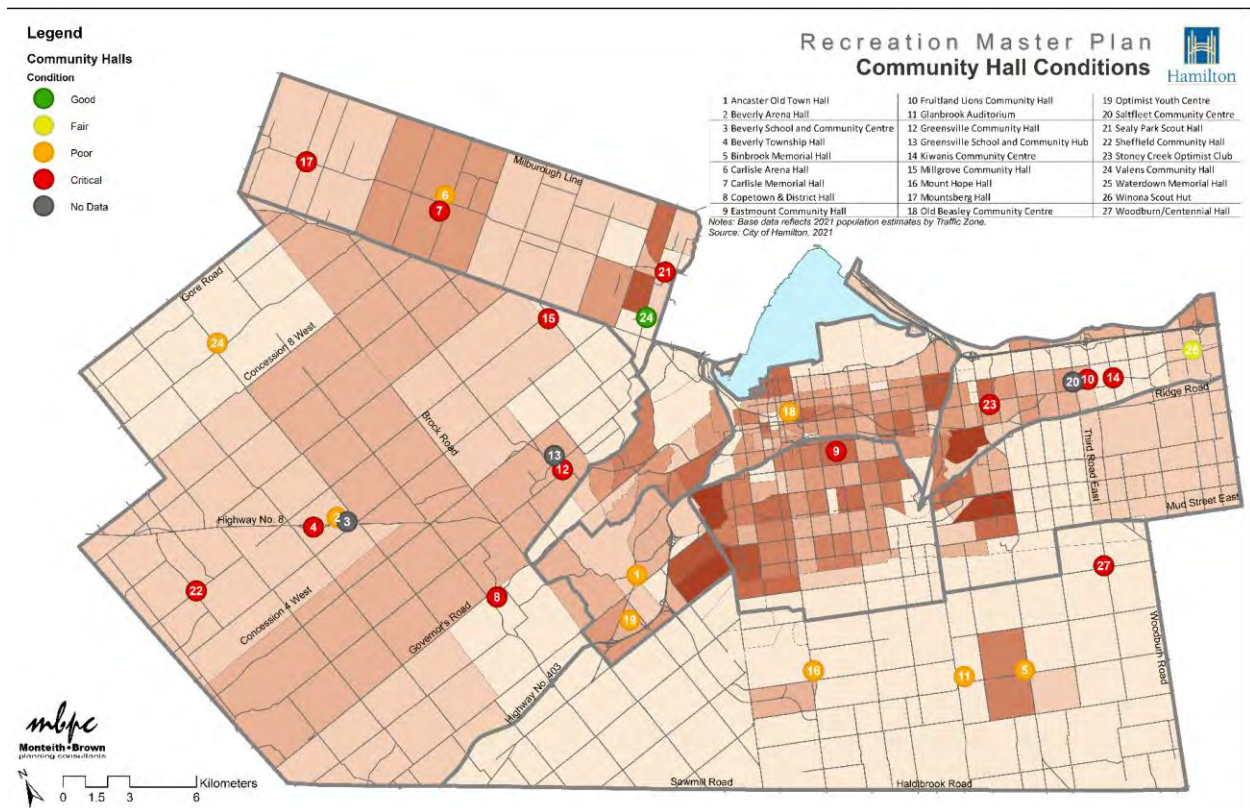 Legend
Community Halls
Condition
Good
Fair
Poor
Critical
No Data
Recreation Master Plan
Community Hall Conditions
Hamilton
1 Ancaster Old Town Hall
2 Beverly Arena Hall
3 Beverly School and Community Centre
4 Beverly Township Hall
5 Binbrook Memorial Hall
6 Carlisle Arena Hall
7 Carlisle Memorial Hall
8 Copetown & District Hall
9 Eastmount Community Hall
10 Fruitland Lions Community Hall
11 Glanbrook Auditorium
12 Greensville Community Hall
13 Greensville School and Community Hub
14 Kiwanis Community Centre
15 Millgrove Community Hall
16 Mount Hope Hall
17 Mountsberg Hall
18 Old Beasley Community Centre
19 Optimist Youth Centre
20 Saltfleet Community Centre
21 Sealy Park Scout Hall
22 Sheffield Community Hall
23 Stoney Creek Optimist Club
24 Valens Community Hall
25 Waterdown Memorial Hall
26 Winona Scout Hut
27 Woodburn/Centennial Hall
Notes: Base data reflects 2021 population estimates by Traffic Zone.
Source: City of Hamilton, 2021
17
Milburough Line
6
7
21
Gore Road
15
24
24
Concession 8 West
26
20
10
14
Ridge Road
18
23
Brock Road
Third Road East
9
13
12
Mud Street East
Highway No. 8
2
3
4
27
1
22
8
Concession 4 West
Governor's Road
19
Woodburn Road
16
11
5
Highway No. 403
mbpc
Monteith•Brown
planning consultants
N
Kilometers
0 1.5 3 6
Sawmill Road
Haldibrook Road